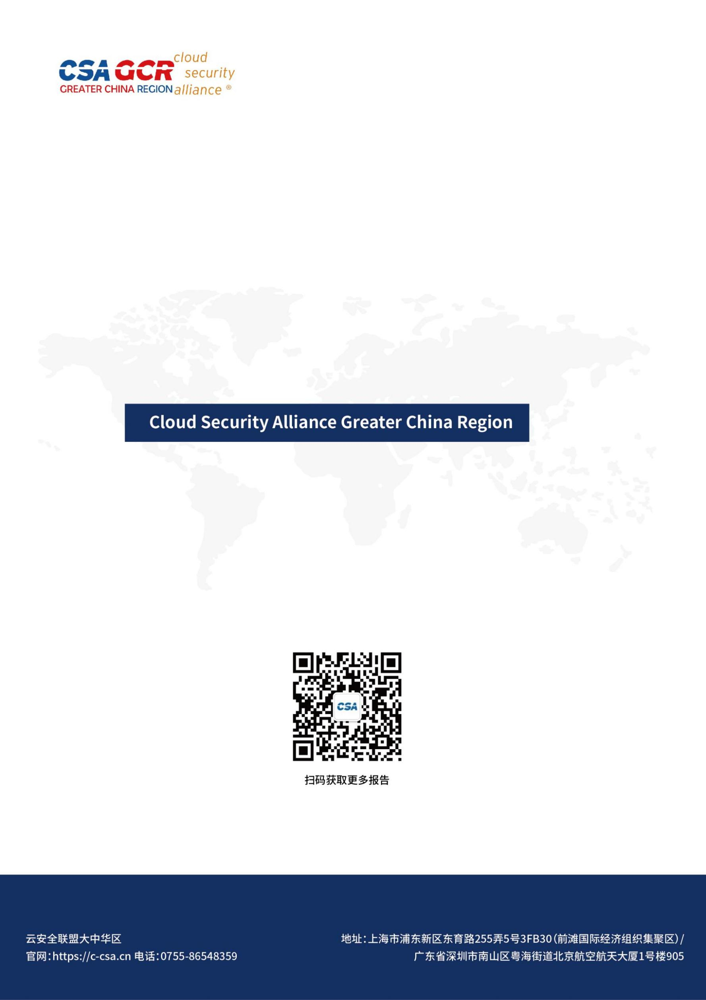 CSA GCR cloud
security
GREATER CHINA REGION alliance ®
Cloud Security Alliance Greater China Region
CSA
扫码获取更多报告
云安全联盟大中华区
官网：https://c-csa.cn 电话：0755-86548359
地址：上海市浦东新区东育路255弄5号3FB30（前滩国际经济组织集聚区）/
广东省深圳市南山区粤海街道北京航空航天大厦1号楼905